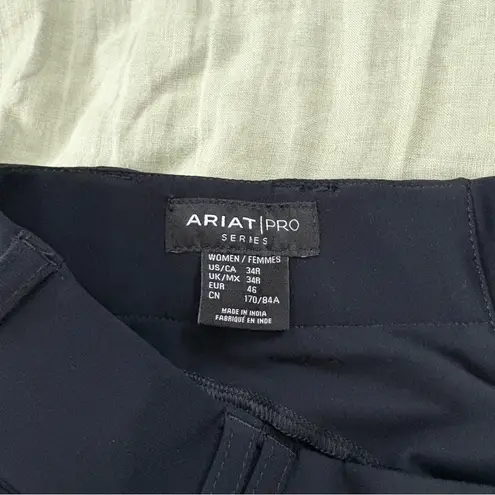 ARIAT|PRO
SERIES
WOMEN / FEMMES
US/CA 34R
UK/MX 34R
EUR 46
CN 170/84A
MADE IN INDIA
FABRIQUÉ EN INDE